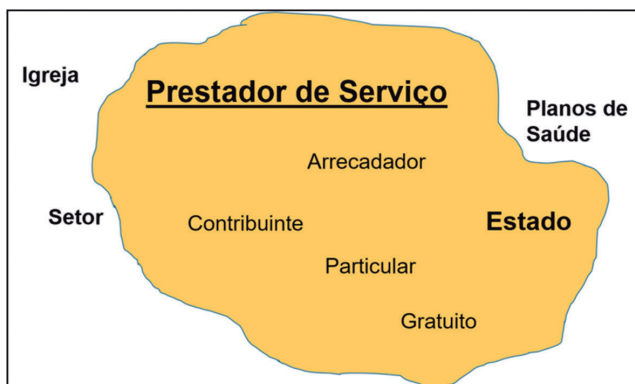 Igreja
Prestador de Serviço
Planos de
Saúde
Arrecadador
Setor
Contribuinte
Estado
Particular
Gratuito